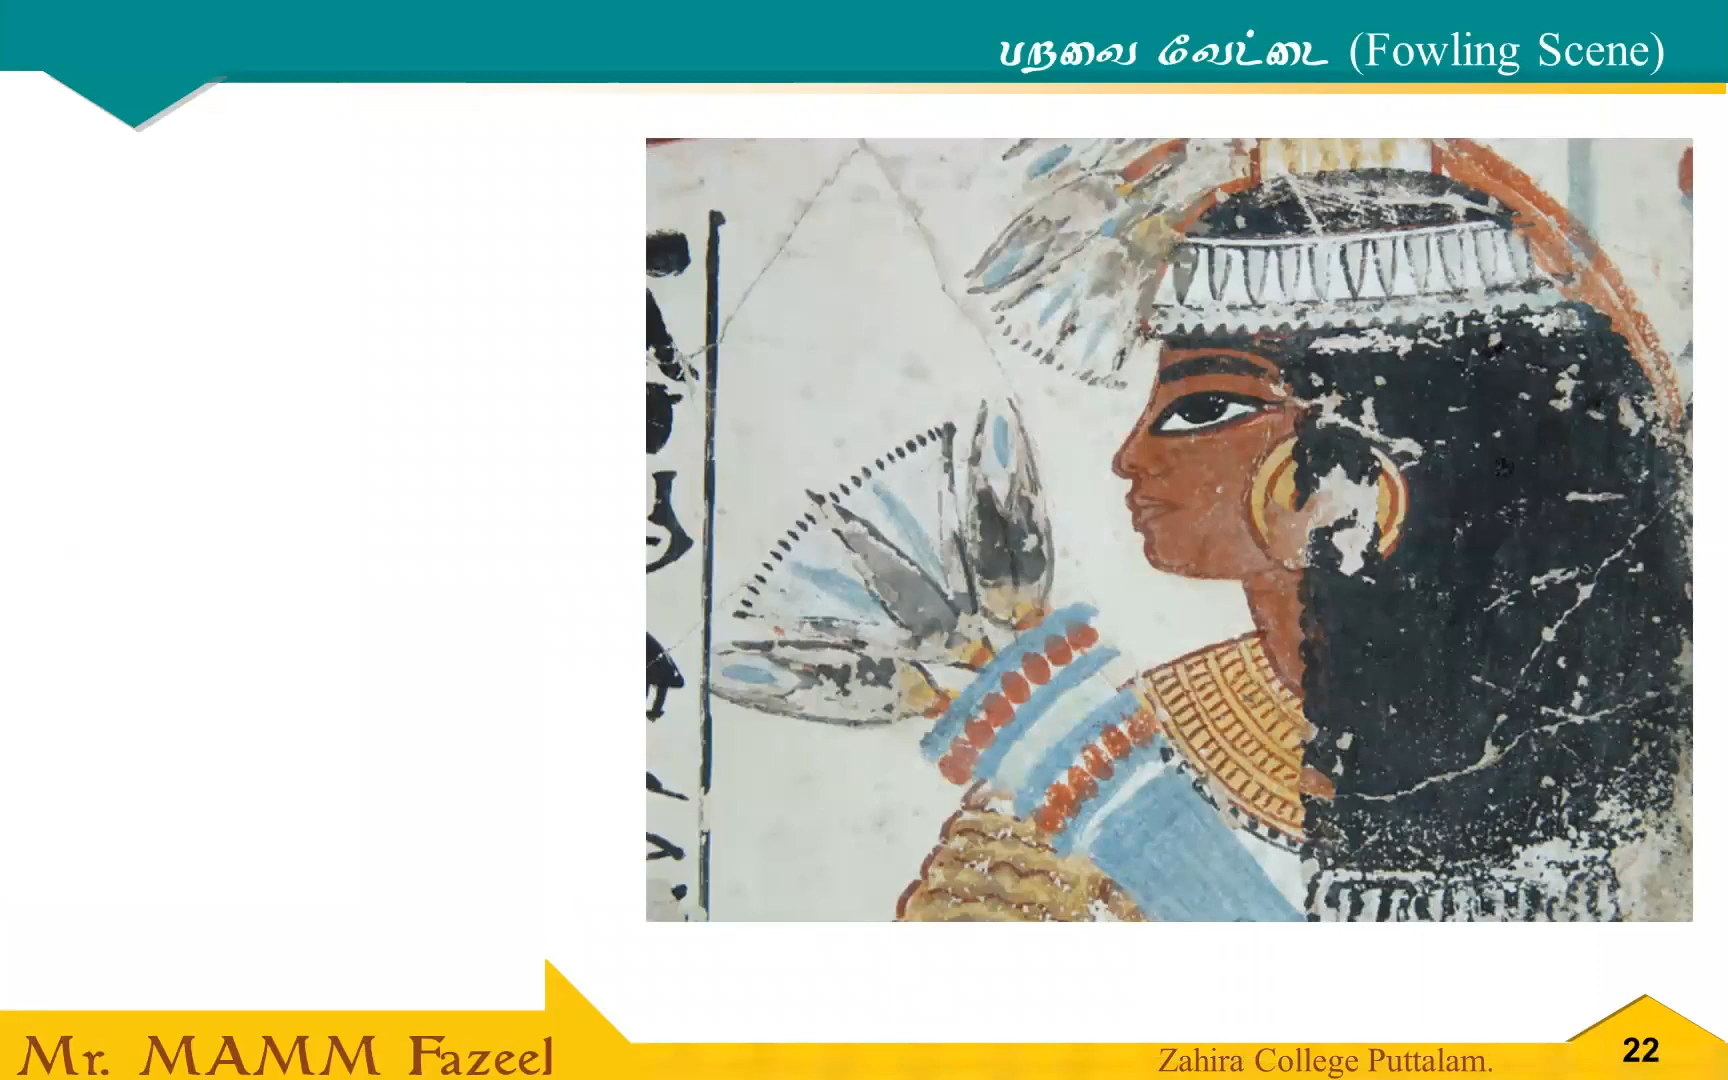 பறவை வேட்டை (Fowling Scene)
Mr. MAMM Fazeel
Zahira College Puttalam.
22